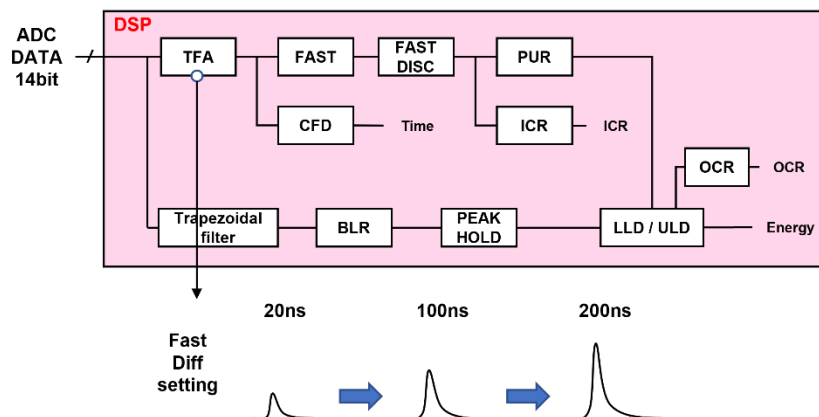 DSP
ADC
DATA
14bit
TFA
FAST
FAST
DISC
PUR
CFD
Time
ICR
ICR
OCR
OCR
Trapezoidal
filter
BLR
PEAK
HOLD
LLD / ULD
Energy
20ns
100ns
200ns
Fast
Diff
setting